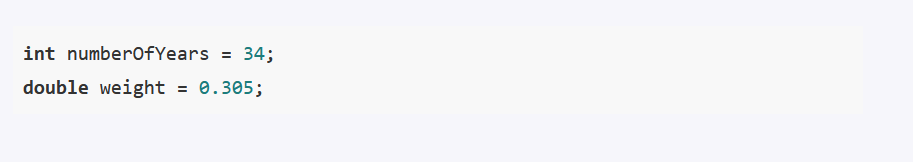 int numberOfYears = 34;
double weight = 0.305;